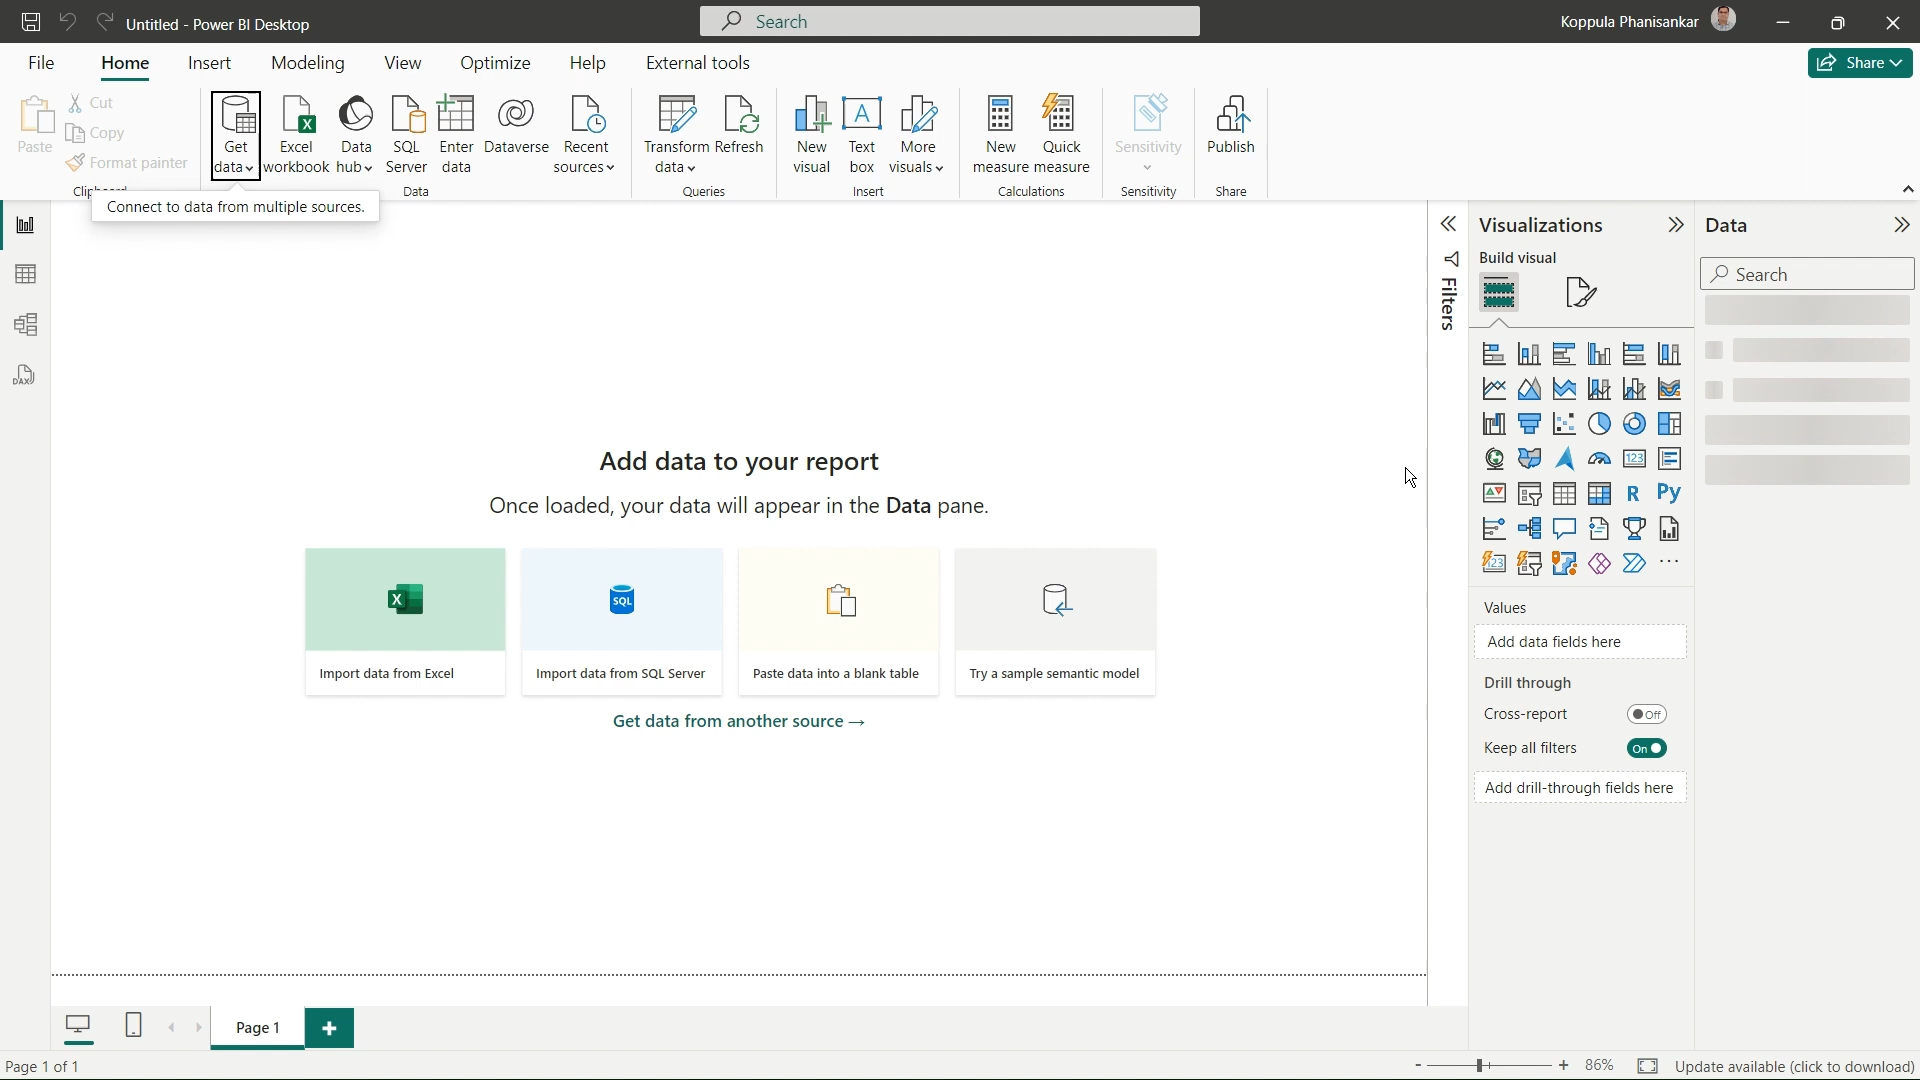 Untitled - Power BI Desktop
Search
Koppula Phanisankar
File Home Insert Modeling View Optimize Help External tools
Share
Paste
Cut
Copy
Format painter
Get data
Excel workbook
Data hub
SQL Server
Enter data
Dataverse
Recent sources
Data
Transform data
Refresh
Queries
New visual
Text box
More visuals
Insert
New measure
Quick measure
Calculations
Sensitivity
Sensitivity
Publish
Share
Connect to data from multiple sources.
DAX
Add data to your report
Once loaded, your data will appear in the Data pane.
X
SQL
A
Import data from Excel
Import data from SQL Server
Paste data into a blank table
Try a sample semantic model
Get data from another source →
Filters
Visualizations
Build visual
123
R
Py
123
...
Values
Add data fields here
Drill through
Cross-report
Off
Keep all filters
On
Add drill-through fields here
Data
Search
Page 1
+
Page 1 of 1
- + 86%
Update available (click to download)